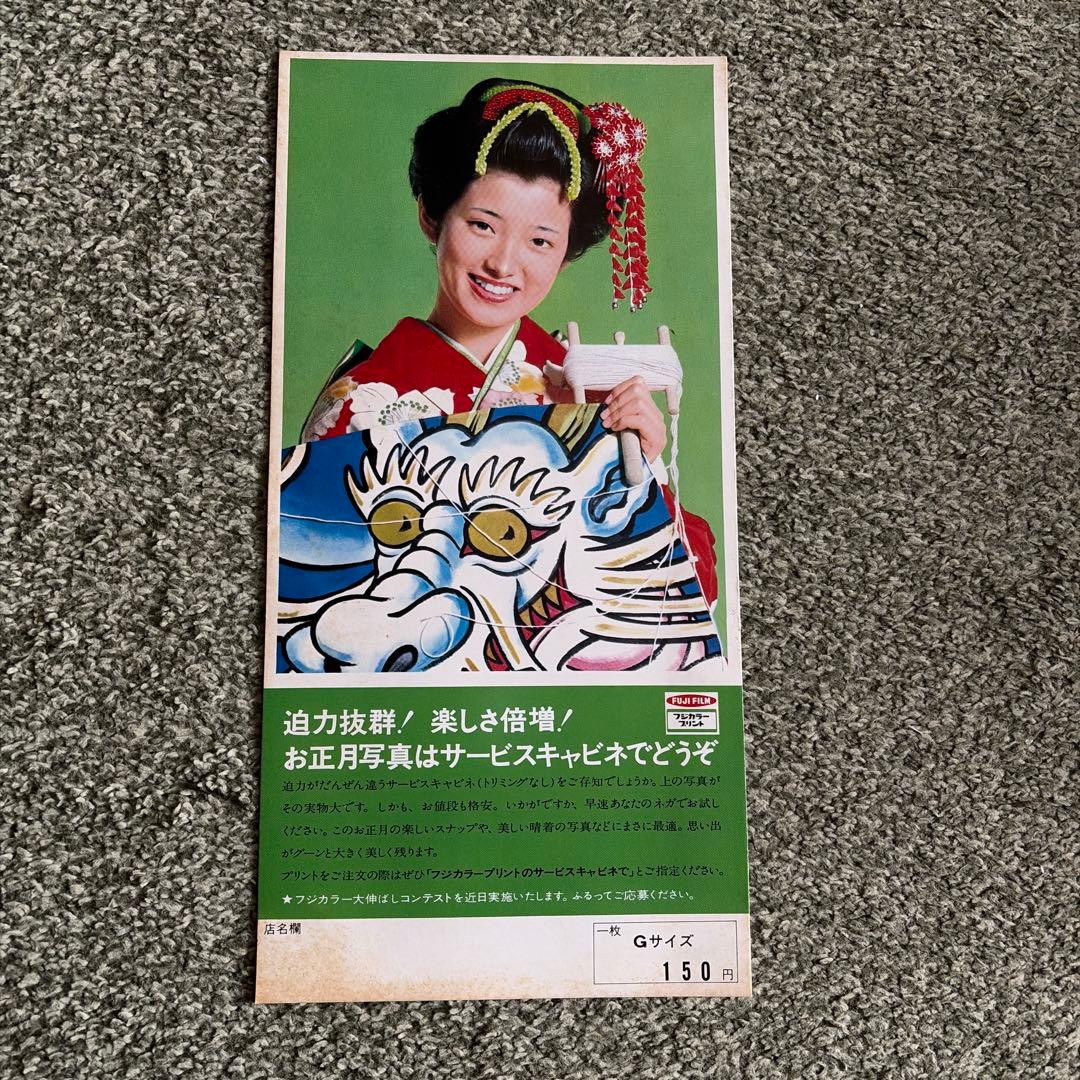 迫力抜群! 楽しさ倍増!
お正月写真はサービスキャビネでどうぞ
FUJI FILM
フジカラー
プリント
迫力がだんぜん違うサービスキャビネ(トリミングなし)をご存知でしょうか。上の写真が
その実物大です。しかも、お値段も格安。いかがですか、早速あなたのネガでお試し
ください。このお正月の楽しいスナップや、美しい晴着の写真などにまさに最適。思い出
がグーンと大きく美しく残ります。
プリントをご注文の際はぜひ「フジカラープリントのサービスキャビネで」とご指定ください。
★フジカラー大伸ばしコンテストを近日実施いたします。ふるってご応募ください。
店名欄
一枚 Gサイズ
150円